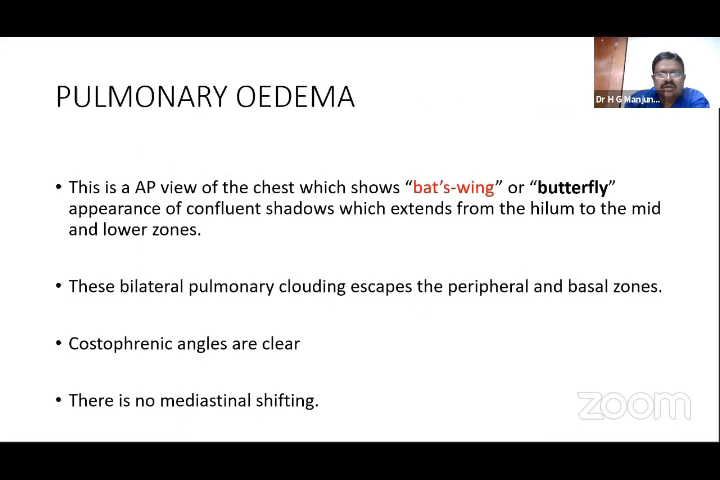 PULMONARY OEDEMA
Dr H G Manjun...
• This is a AP view of the chest which shows “bat’s-wing” or “butterfly”
appearance of confluent shadows which extends from the hilum to the mid
and lower zones.
• These bilateral pulmonary clouding escapes the peripheral and basal zones.
• Costophrenic angles are clear
• There is no mediastinal shifting.
zoom